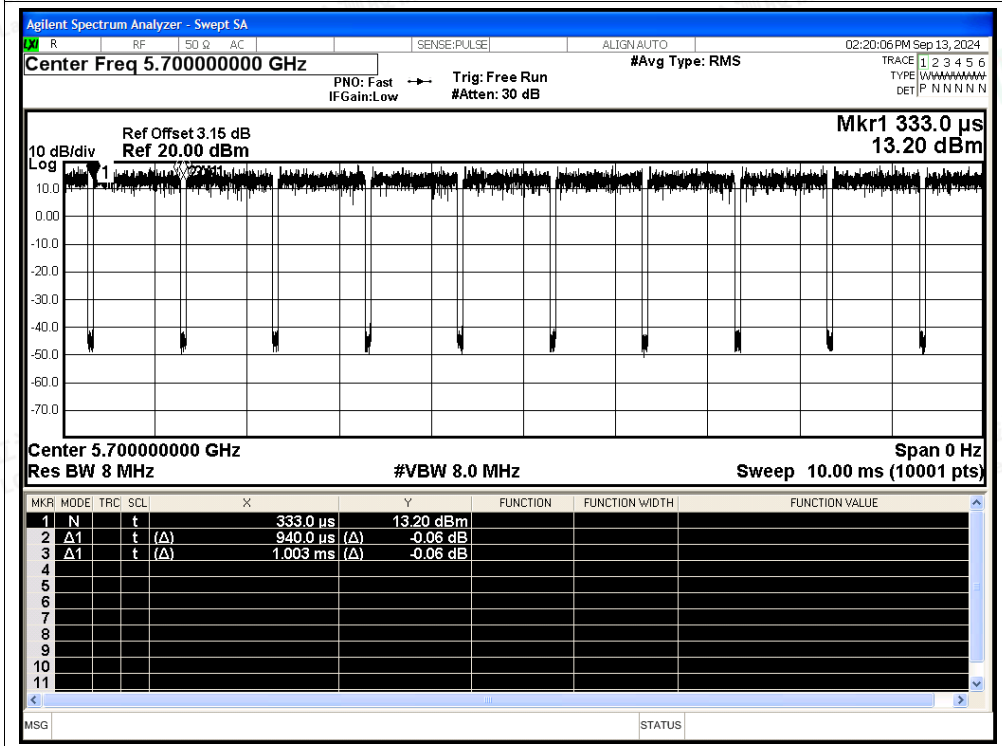 Agilent Spectrum Analyzer - Swept SA
LXI R RF 50 Ω AC SENSE:PULSE ALIGN AUTO 02:20:06 PM Sep 13, 2024
Center Freq 5.700000000 GHz #Avg Type: RMS TRACE 1 2 3 4 5 6
PNO: Fast Trig: Free Run TYPE
IFGain:Low #Atten: 30 dB DET P N N N N N
Mkr1 333.0 µs
Ref Offset 3.15 dB
10 dB/div Ref 20.00 dBm 13.20 dBm
Log
1
10.0
0.00
-10.0
-20.0
-30.0
-40.0
-50.0
-60.0
-70.0
Center 5.700000000 GHz Span 0 Hz
Res BW 8 MHz #VBW 8.0 MHz Sweep 10.00 ms (10001 pts)
MKR MODE TRC SCL X Y FUNCTION FUNCTION WIDTH FUNCTION VALUE
1 N t 333.0 µs 13.20 dBm
2 Δ1 t (Δ) 940.0 µs (Δ) -0.06 dB
3 Δ1 t (Δ) 1.003 ms (Δ) -0.06 dB
4
5
6
7
8
9
10
11
MSG STATUS